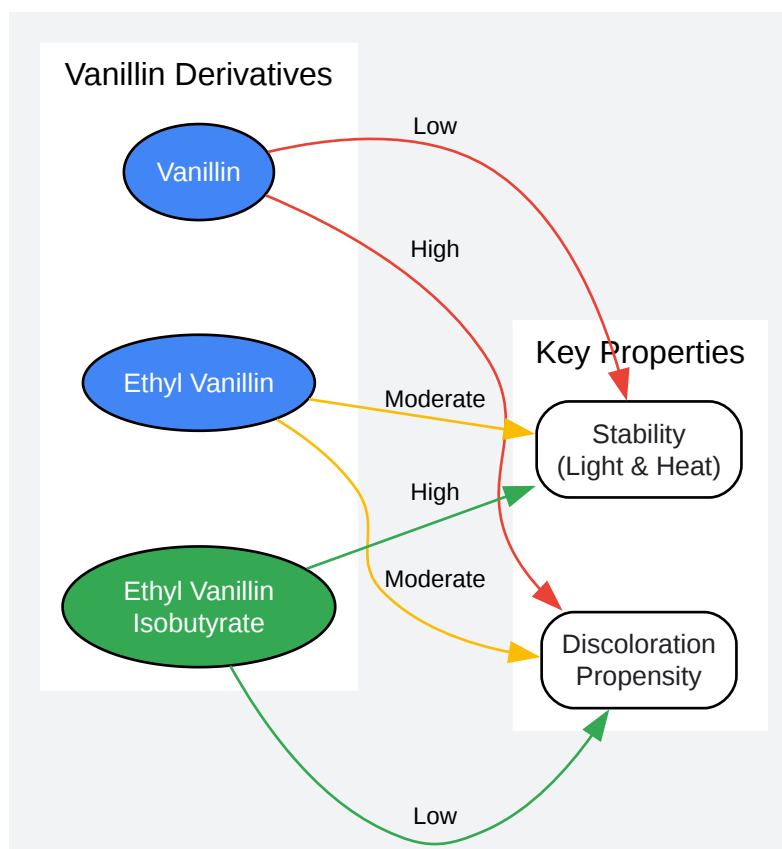 Vanillin Derivatives
Vanillin
Low
High
Key Properties
Ethyl Vanillin
Moderate
Stability
(Light & Heat)
High
Ethyl Vanillin
Isobutyrate
Moderate
Discoloration
Propensity
Low